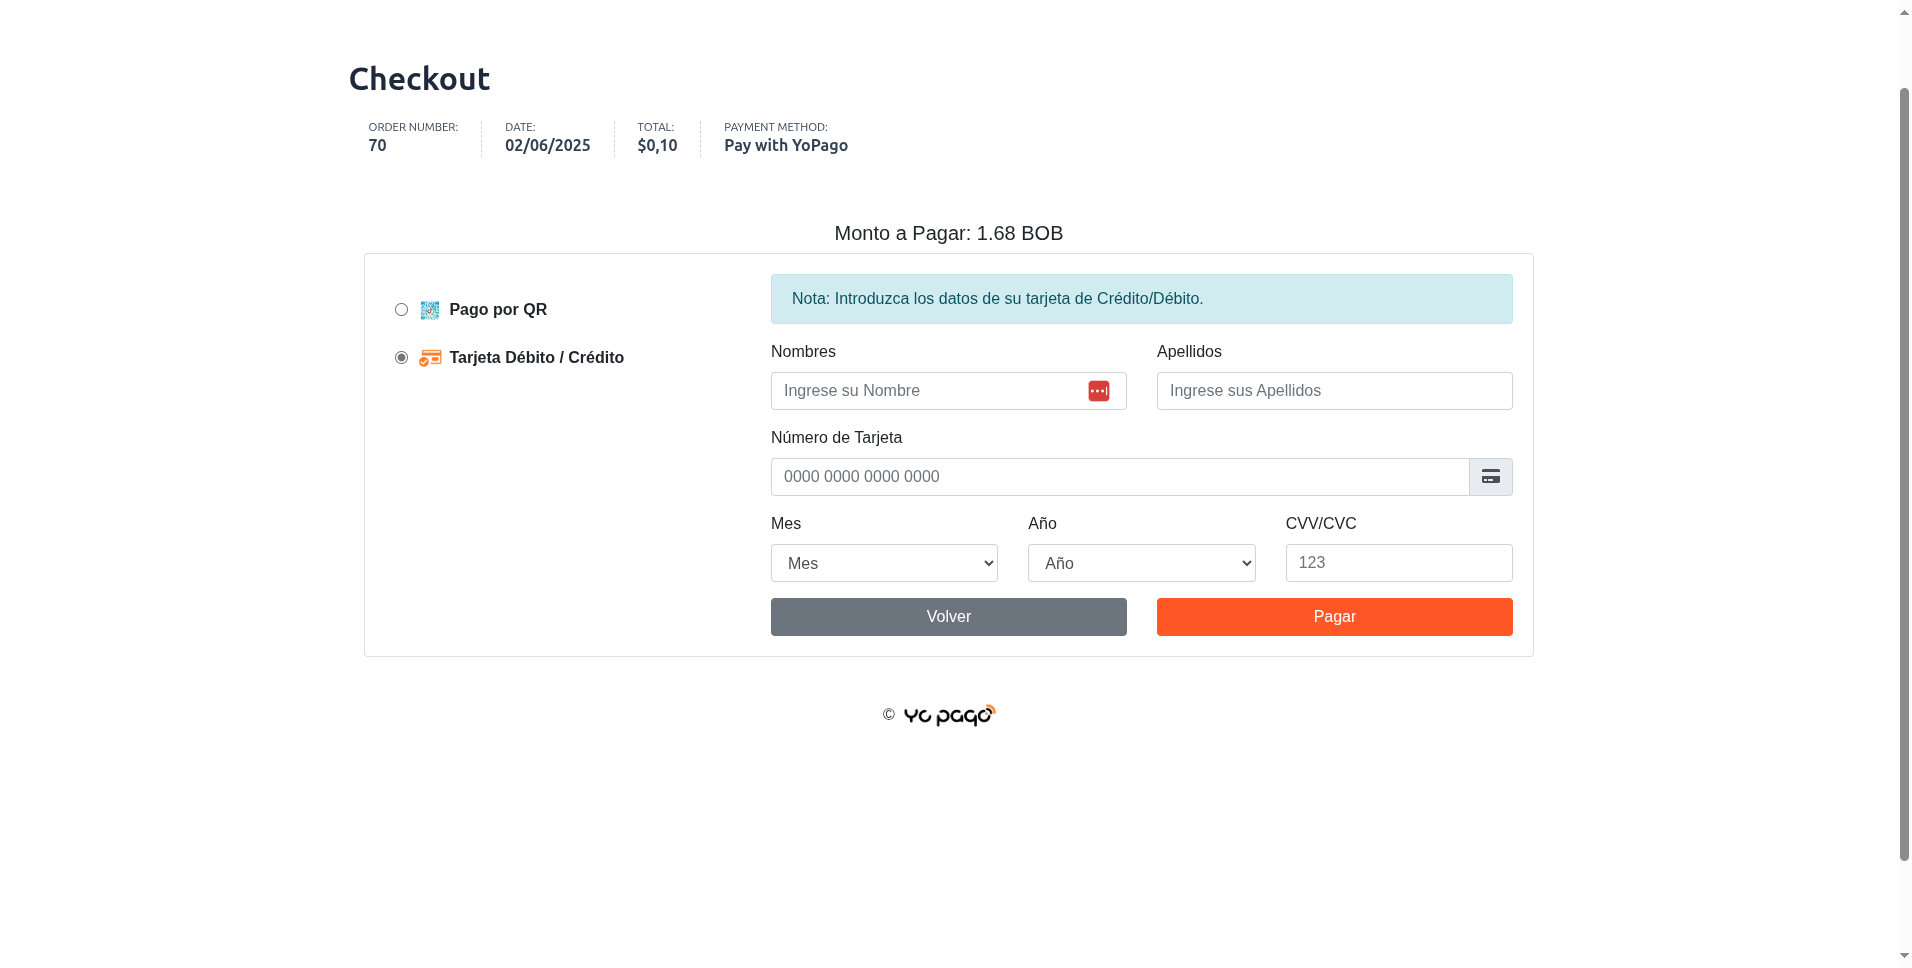 Checkout
ORDER NUMBER: DATE: TOTAL: PAYMENT METHOD:
70 02/06/2025 $0,10 Pay with YoPago
Monto a Pagar: 1.68 BOB
Pago por QR
Tarjeta Débito / Crédito
Nota: Introduzca los datos de su tarjeta de Crédito/Débito.
Nombres Apellidos
Ingrese su Nombre Ingrese sus Apellidos
Número de Tarjeta
0000 0000 0000 0000
Mes Año CVV/CVC
Mes Año 123
Volver Pagar
© yo pago